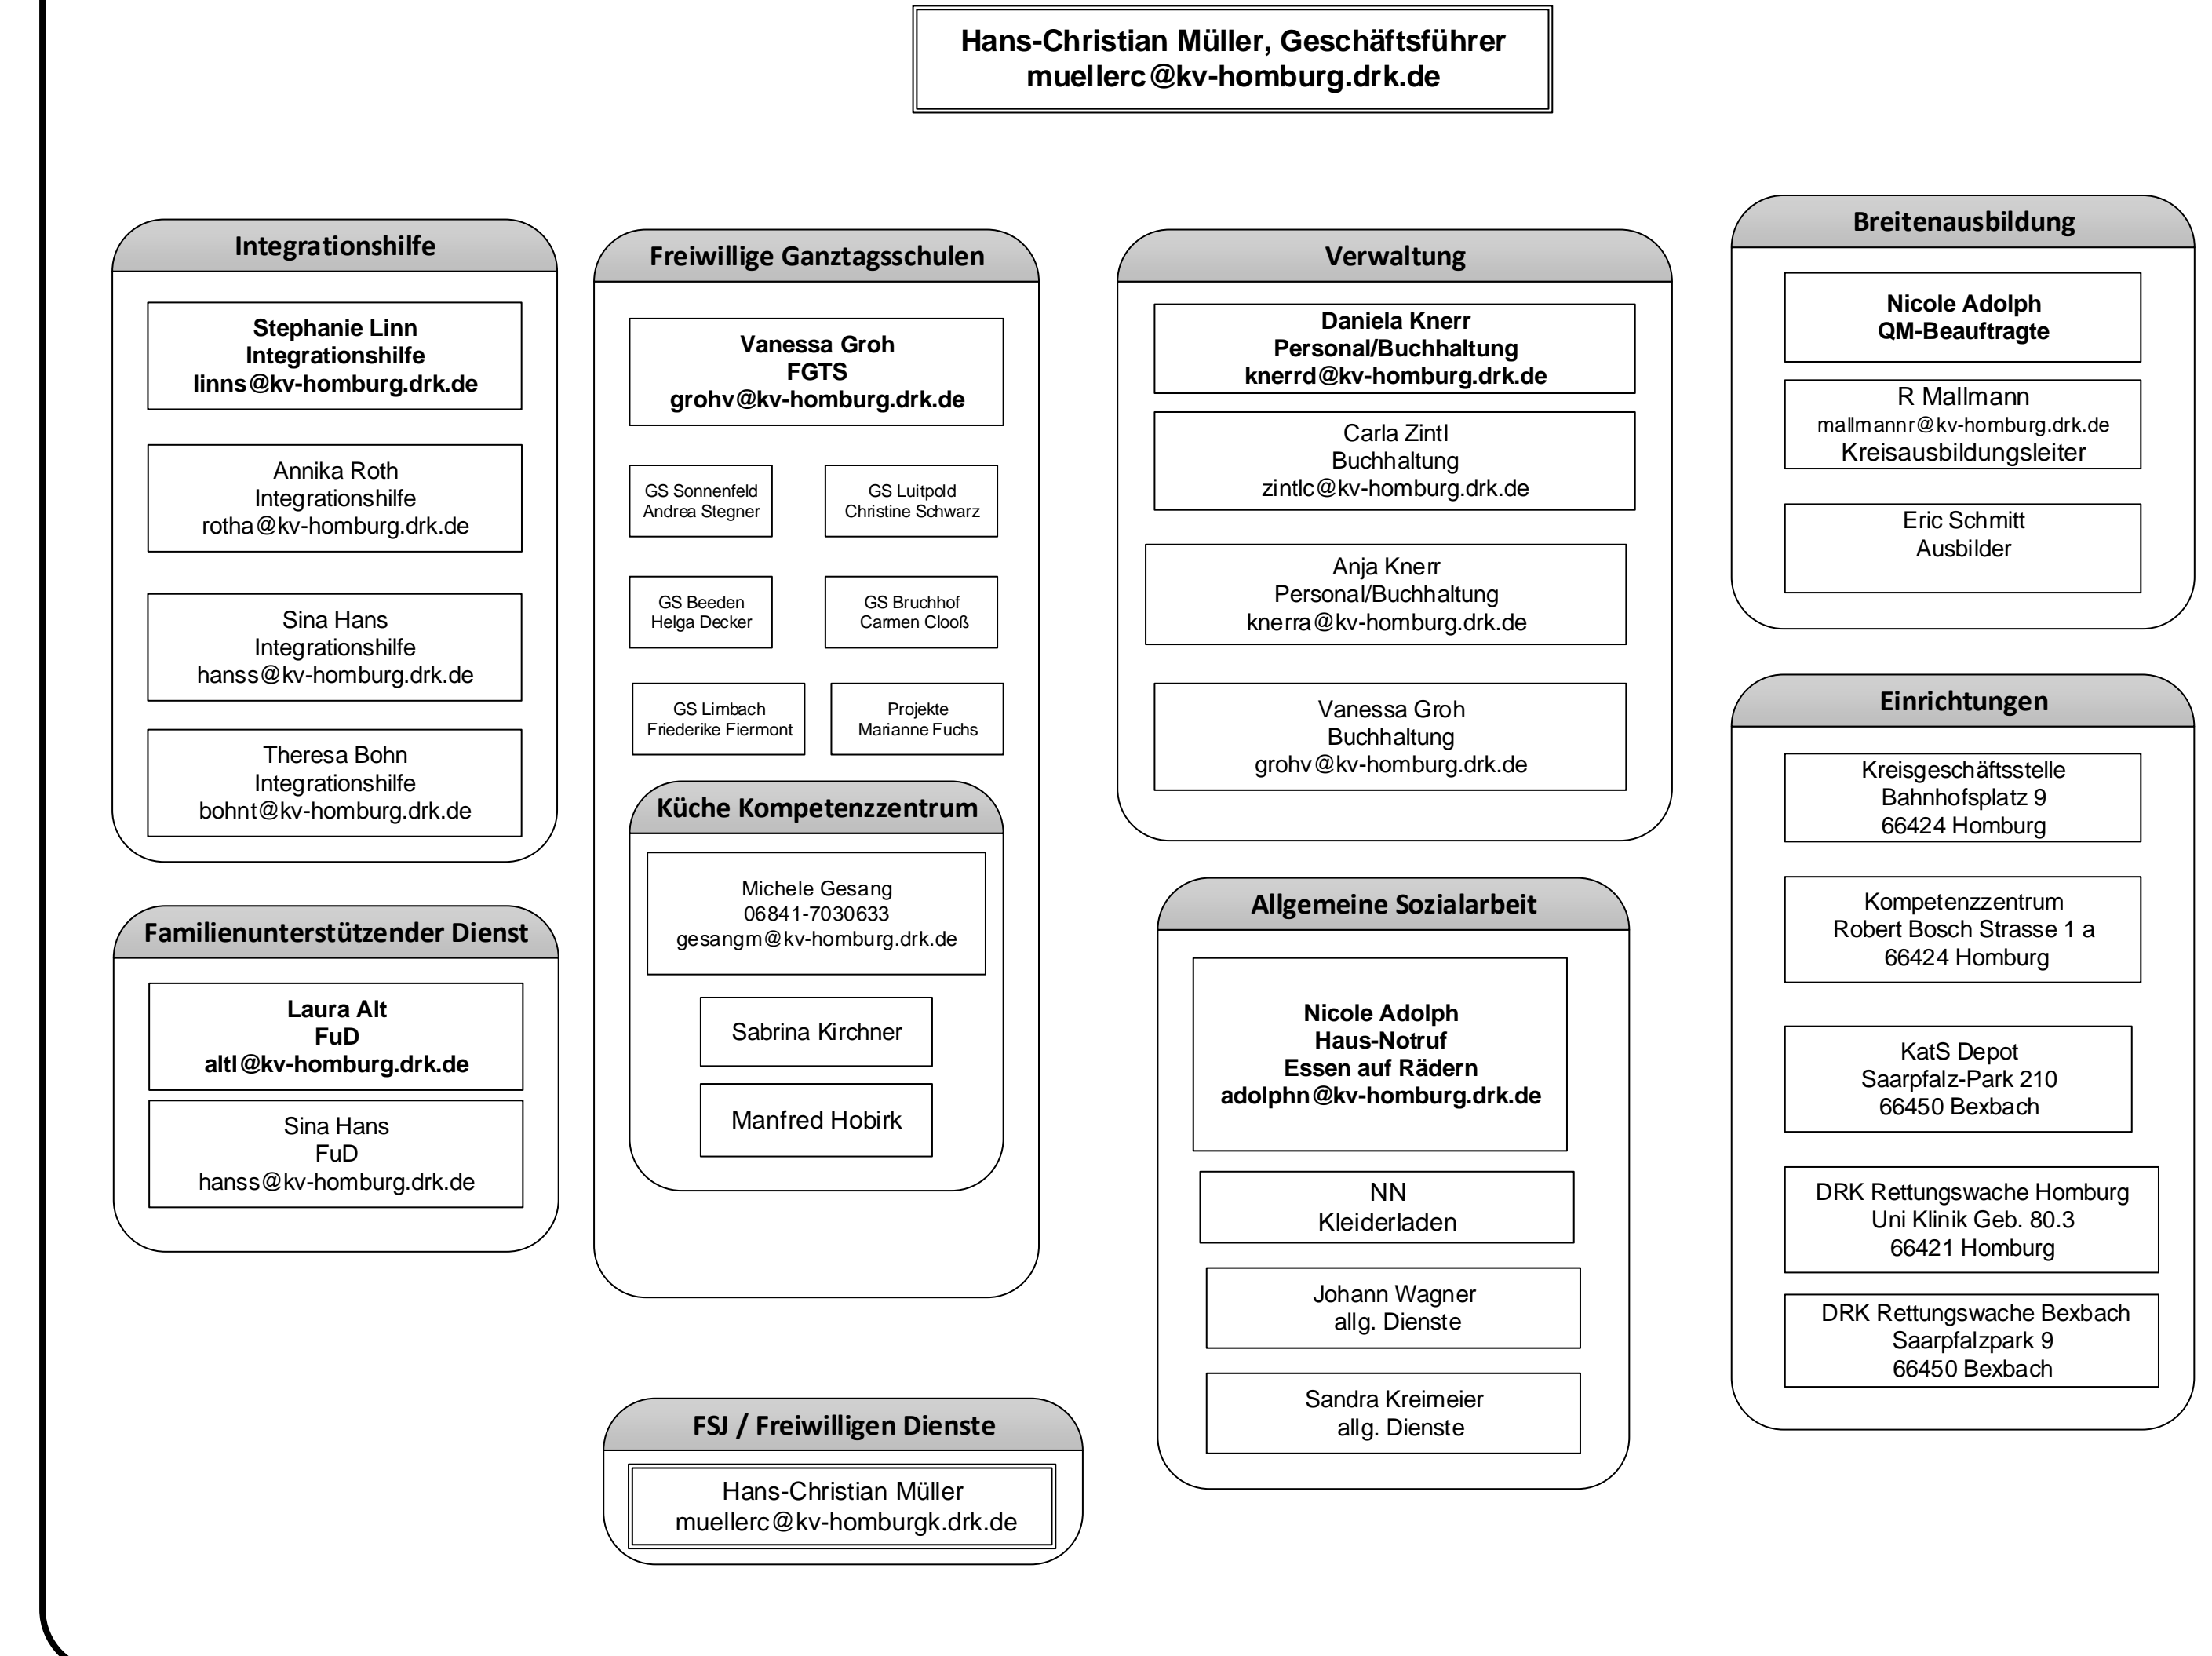 Hans-Christian Müller, Geschäftsführer
muellerc@kv-homburg.drk.de
Integrationshilfe
Stephanie Linn
Integrationshilfe
linns@kv-homburg.drk.de
Annika Roth
Integrationshilfe
rotha@kv-homburg.drk.de
Sina Hans
Integrationshilfe
hanss@kv-homburg.drk.de
Theresa Bohn
Integrationshilfe
bohnt@kv-homburg.drk.de
Familienunterstützender Dienst
Laura Alt
FuD
altl@kv-homburg.drk.de
Sina Hans
FuD
hanss@kv-homburg.drk.de
Freiwillige Ganztagsschulen
Vanessa Groh
FGTS
grohv@kv-homburg.drk.de
GS Sonnenfeld
Andrea Stegner
GS Luitpold
Christine Schwarz
GS Beeden
Helga Decker
GS Bruchhof
Carmen Clooß
GS Limbach
Friederike Fiermont
Projekte
Marianne Fuchs
Küche Kompetenzzentrum
Michele Gesang
06841-7030633
gesangm@kv-homburg.drk.de
Sabrina Kirchner
Manfred Hobirk
FSJ / Freiwilligen Dienste
Hans-Christian Müller
muellerc@kv-homburgk.drk.de
Verwaltung
Daniela Knerr
Personal/Buchhaltung
knerrd@kv-homburg.drk.de
Carla Zintl
Buchhaltung
zintlc@kv-homburg.drk.de
Anja Knerr
Personal/Buchhaltung
knerra@kv-homburg.drk.de
Vanessa Groh
Buchhaltung
grohv@kv-homburg.drk.de
Allgemeine Sozialarbeit
Nicole Adolph
Haus-Notruf
Essen auf Rädern
adolphn@kv-homburg.drk.de
NN
Kleiderladen
Johann Wagner
allg. Dienste
Sandra Kreimeier
allg. Dienste
Breitenausbildung
Nicole Adolph
QM-Beauftragte
R Mallmann
mallmannr@kv-homburg.drk.de
Kreisausbildungsleiter
Eric Schmitt
Ausbilder
Einrichtungen
Kreisgeschäftsstelle
Bahnhofsplatz 9
66424 Homburg
Kompetenzzentrum
Robert Bosch Strasse 1 a
66424 Homburg
KatS Depot
Saarpfalz-Park 210
66450 Bexbach
DRK Rettungswache Homburg
Uni Klinik Geb. 80.3
66421 Homburg
DRK Rettungswache Bexbach
Saarpfalzpark 9
66450 Bexbach